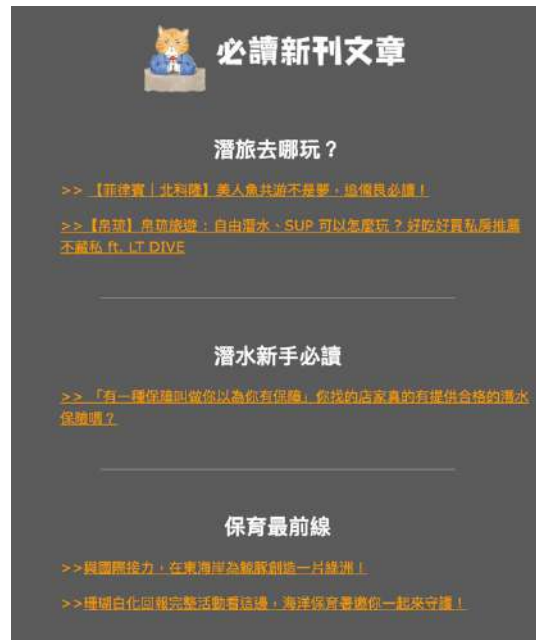 必讀新刊文章
潛旅去哪玩？
>> 【菲律賓｜北科隆】美人魚共游不是夢，追儒艮必讀！
>>【帛琉】帛琉旅遊：自由潛水、SUP 可以怎麼玩？好吃好買私房推薦
不藏私 ft. LT DIVE
潛水新手必讀
>> 「有一種保障叫做你以為你有保障」你找的店家真的有提供合格的潛水
保險嗎？
保育最前線
>>與國際接力，在東海岸為鯨豚創造一片綠洲！
>>珊瑚白化回報完整活動看這邊，海洋保育署邀你一起來守護！